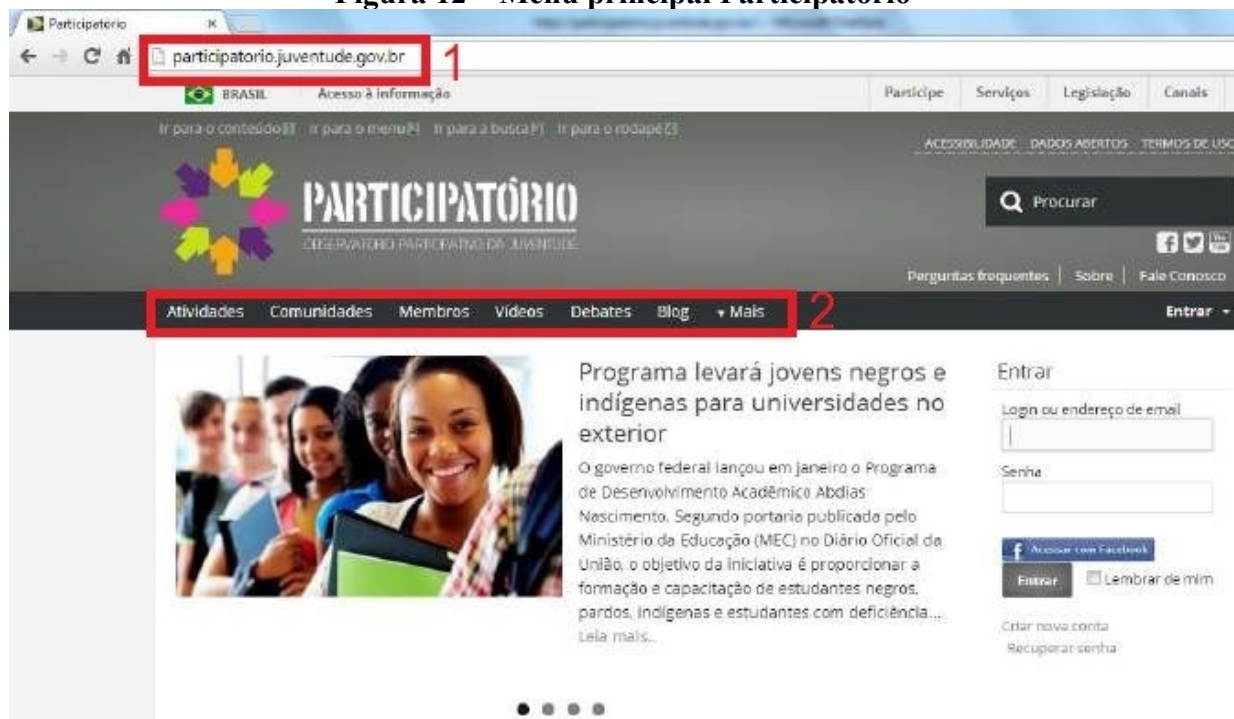 Figura 12 – Menu principal Participatório
Participatorio
participatorio.juventude.gov.br
1
BRASIL Acesso à informação Participe Serviços Legislação Canais
Ir para o conteúdo Ir para o menu Ir para a busca Ir para o rodapé
ACESSIBILIDADE DADOS ABERTOS TERMOS DE USO
PARTICIPATÓRIO
OBSERVATÓRIO PARTICIPATIVO DA JUVENTUDE
Procurar
Perguntas frequentes | Sobre | Fale Conosco
Atividades Comunidades Membros Vídeos Debates Blog Mais 2 Entrar
Programa levará jovens negros e
indígenas para universidades no
exterior
O governo federal lançou em janeiro o Programa
de Desenvolvimento Acadêmico Abdias
Nascimento. Segundo portaria publicada pelo
Ministério da Educação (MEC) no Diário Oficial da
União, o objetivo da iniciativa é proporcionar a
formação e capacitação de estudantes negros,
pardos, indígenas e estudantes com deficiência...
Leia mais..
Entrar
Login ou endereço de email
Senha
Acessar com Facebook
Entrar Lembrar de mim
Criar nova conta
Recuperar senha